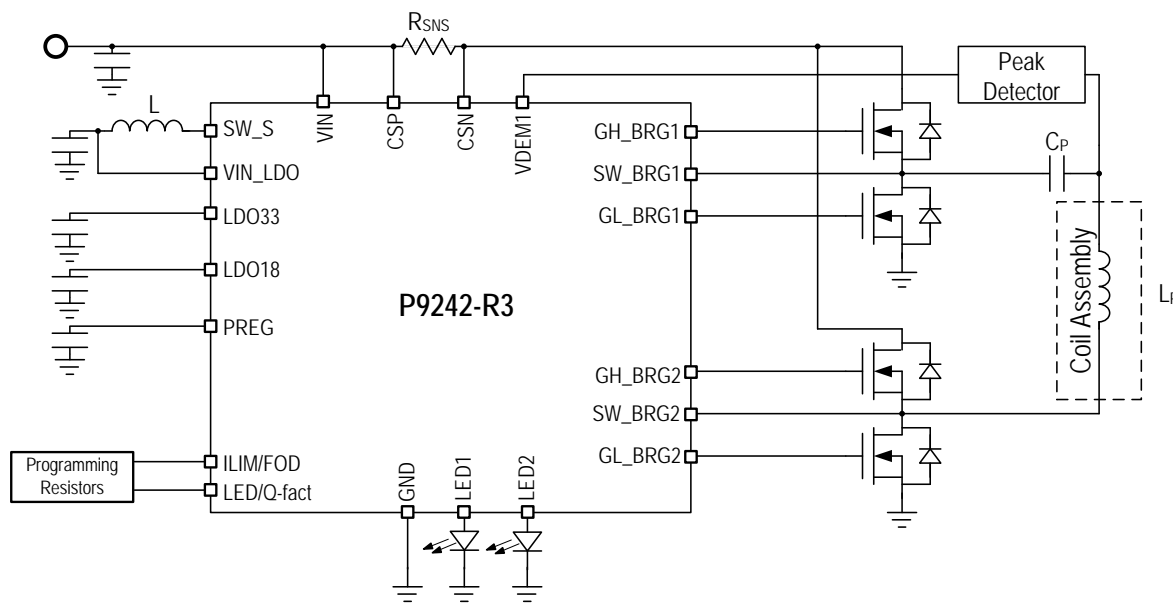 RSNS
Peak
Detector
L
SW_S
VIN
CSP
CSN
VDEM1
GH_BRG1
CP
VIN_LDO
SW_BRG1
LDO33
GL_BRG1
LDO18
P9242-R3
Coil Assembly
PREG
GH_BRG2
SW_BRG2
GL_BRG2
Programming
Resistors
ILIM/FOD
LED/Q-fact
GND
LED1
LED2